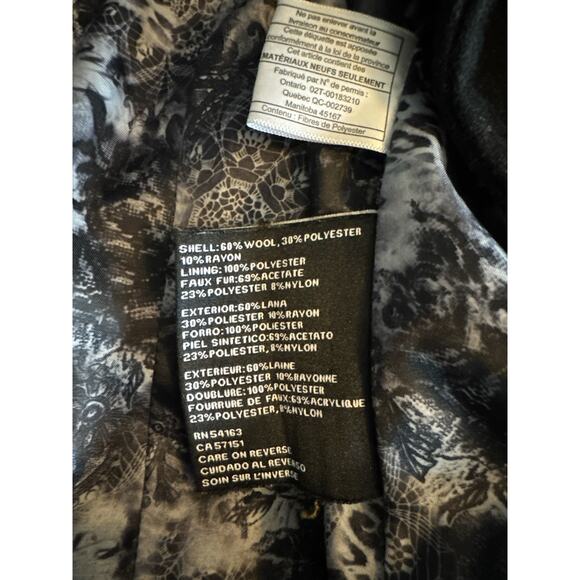 Ne pas enlever avant la
livraison au consommateur
Cette étiquette est apposée
conformément à la loi de la province
Cet article contient des
MATÉRIAUX NEUFS SEULEMENT
Fabriqué par N° de permis :
Ontario 02T-00183210
Québec QC-002739
Manitoba 45167
Contenu : Fibres de Polyester
SHELL:60% WOOL, 30% POLYESTER
10% RAYON
LINING:100% POLYESTER
FAUX FUR:69% ACETATE
23% POLYESTER 8% NYLON
EXTERIOR:60% LANA
30% POLIESTER 10% RAYON
FORRO:100% POLIESTER
PIEL SINTETICO:69% ACETATO
23% POLIESTER, 8% NYLON
EXTERIEUR:60% LAINE
30% POLYESTER 10% RAYONNE
DOUBLURE:100% POLYESTER
FOURRURE DE FAUX:69% ACRYLIQUE
23% POLYESTER, 8% NYLON
RN 54163
CA 57151
CARE ON REVERSE
CUIDADO AL REVERSO
SOIN SUR L'INVERSE